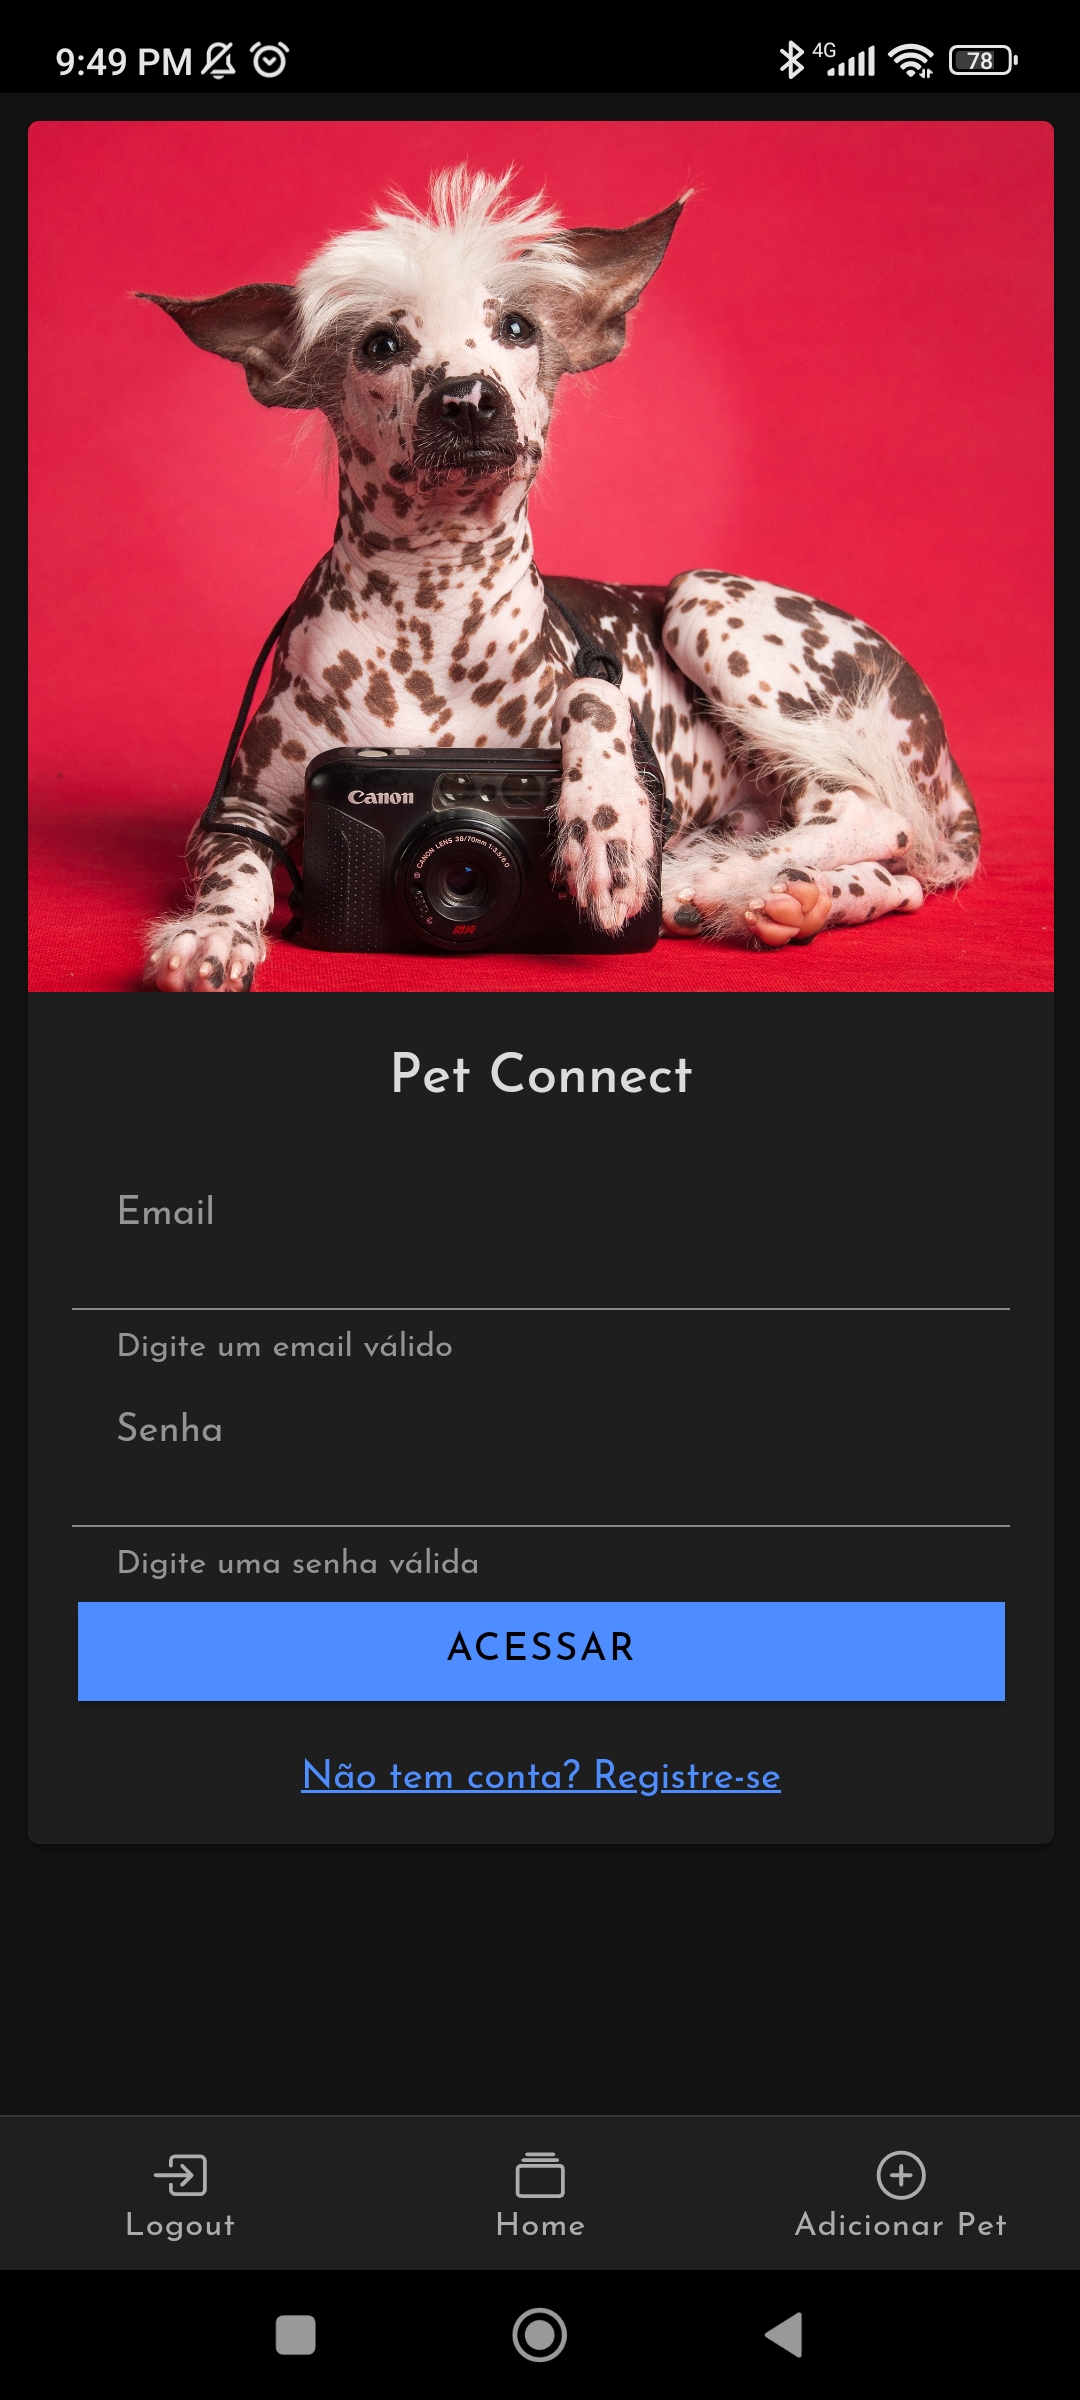 9:49 PM
4G
78
Canon
CANON LENS 38/70mm 1:3.5/6.0
Pet Connect
Email
Digite um email válido
Senha
Digite uma senha válida
ACESSAR
Não tem conta? Registre-se
Logout
Home
Adicionar Pet